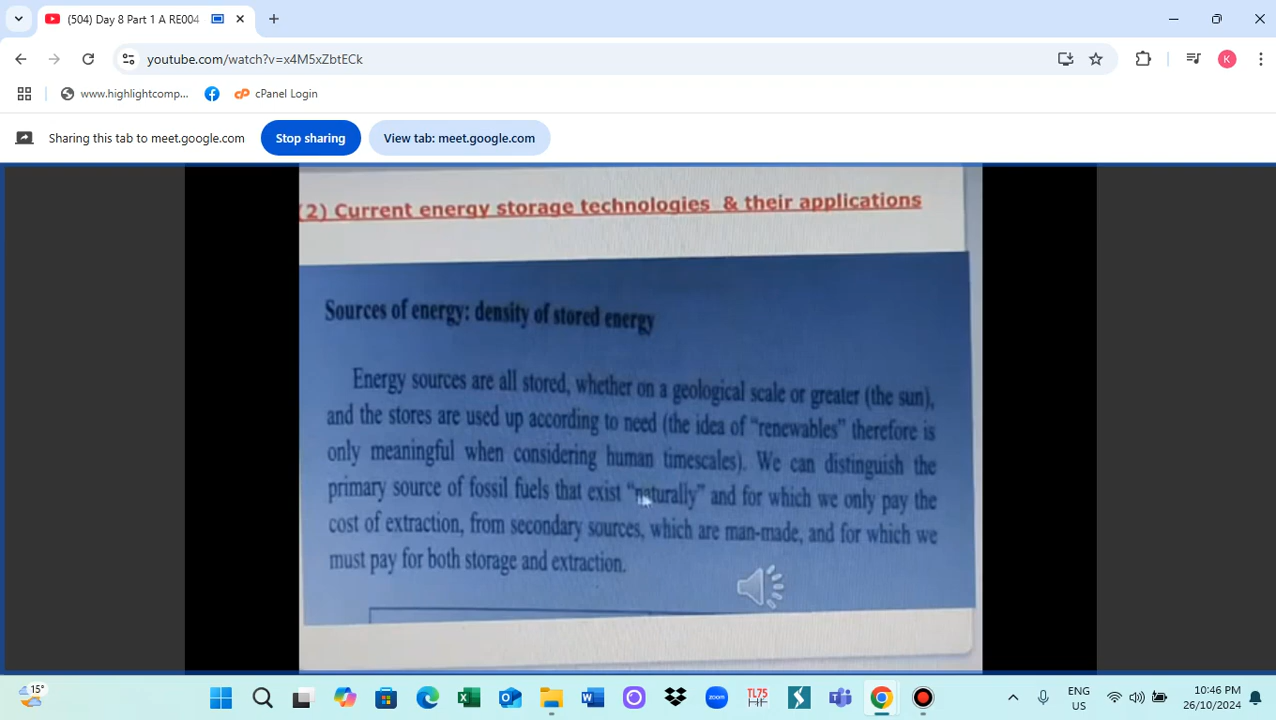 (504) Day 8 Part 1 A RE004
youtube.com/watch?v=x4M5xZbtECk
www.highlightcomp...
cPanel Login
Sharing this tab to meet.google.com
Stop sharing
View tab: meet.google.com
K
(2) Current energy storage technologies & their applications
Sources of energy: density of stored energy
Energy sources are all stored, whether on a geological scale or greater (the sun),
and the stores are used up according to need (the idea of "renewables" therefore is
only meaningful when considering human timescales). We can distinguish the
primary source of fossil fuels that exist "naturally" and for which we only pay the
cost of extraction, from secondary sources, which are man-made, and for which we
must pay for both storage and extraction.
15°
zoom
TL75
ENG
US
10:46 PM
26/10/2024